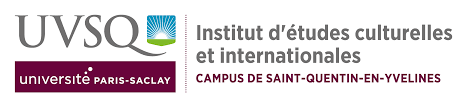 UVSQ
université PARIS-SACLAY
Institut d'études culturelles
et internationales
CAMPUS DE SAINT-QUENTIN-EN-YVELINES